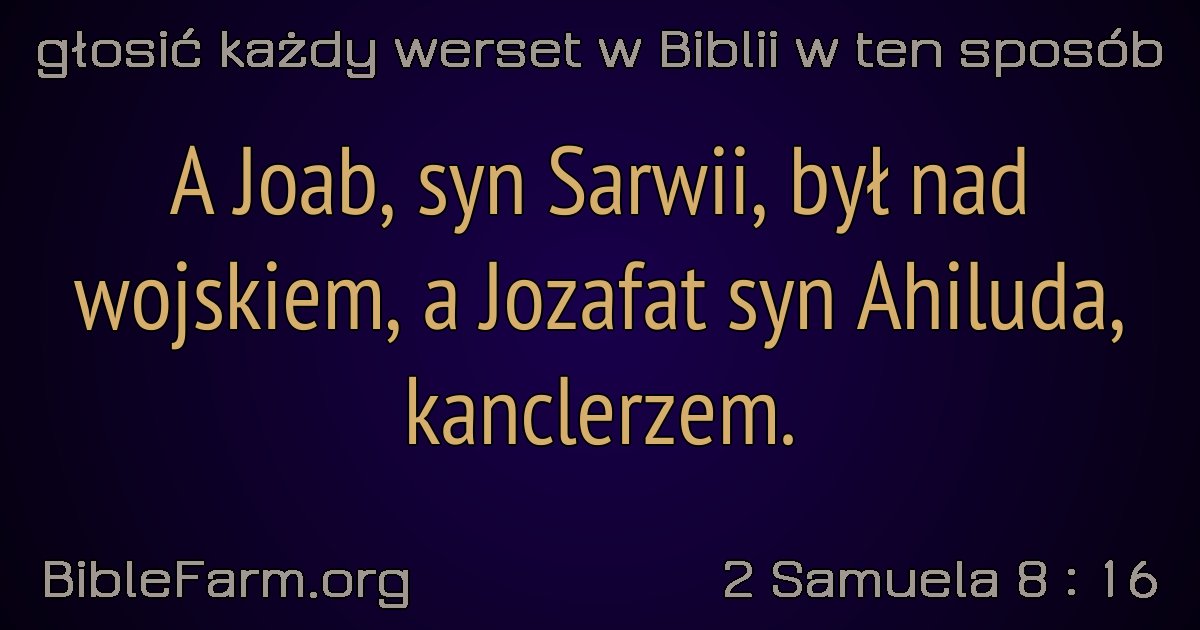 głosić każdy werset w Biblii w ten sposób
A Joab, syn Sarwii, był nad
wojskiem, a Jozafat syn Ahiluda,
kanclerzem.
BibleFarm.org
2 Samuela 8 : 16